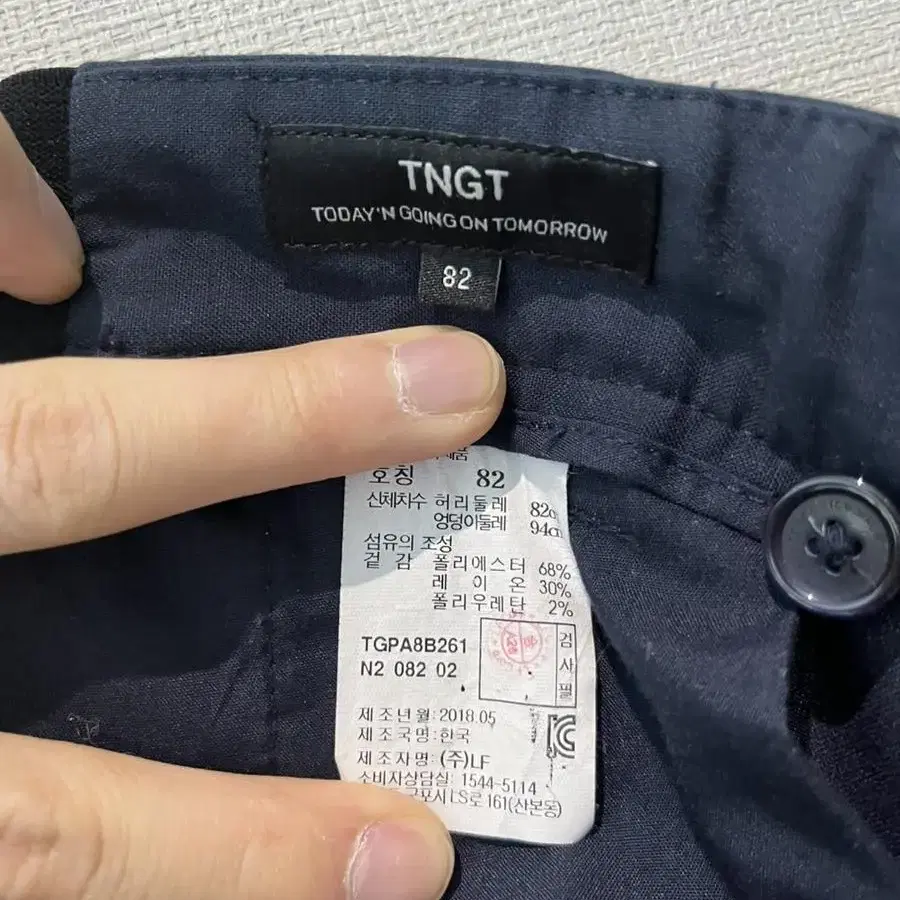 TNGT
TODAY'N GOING ON TOMORROW
82
호칭 82
신체치수 허리둘레 82㎝
엉덩이둘레 94㎝
섬유의 조성
겉감 폴리에스터 68%
레이온 30%
폴리우레탄 2%
TGPA8B261
N2 082 02
검사필
제조년월:2018.05
제조국명:한국
제조자명:(주)LF
소비자상담실: 1544-5114
LS로 161(산본동)